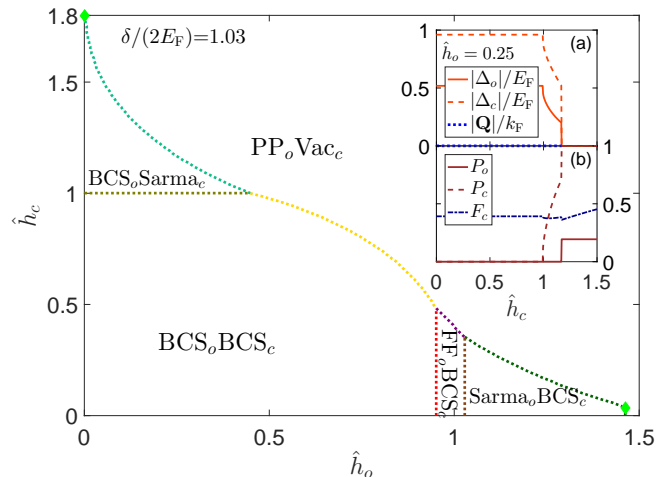 1.8
δ/(2E_F)=1.03
1.5
PP_oVac_c
BCS_oSarma_c
1
ĥ_c
0.5
BCS_oBCS_c
FF_oBCS_c
Sarma_oBCS_c
0
0
0.5
1
1.5
ĥ_o
1
(a)
ĥ_o = 0.25
|Δ_o|/E_F
|Δ_c|/E_F
|Q|/k_F
0.5
0
(b)
P_o
P_c
F_c
1
0.5
0
0
0.5
1
1.5
ĥ_c